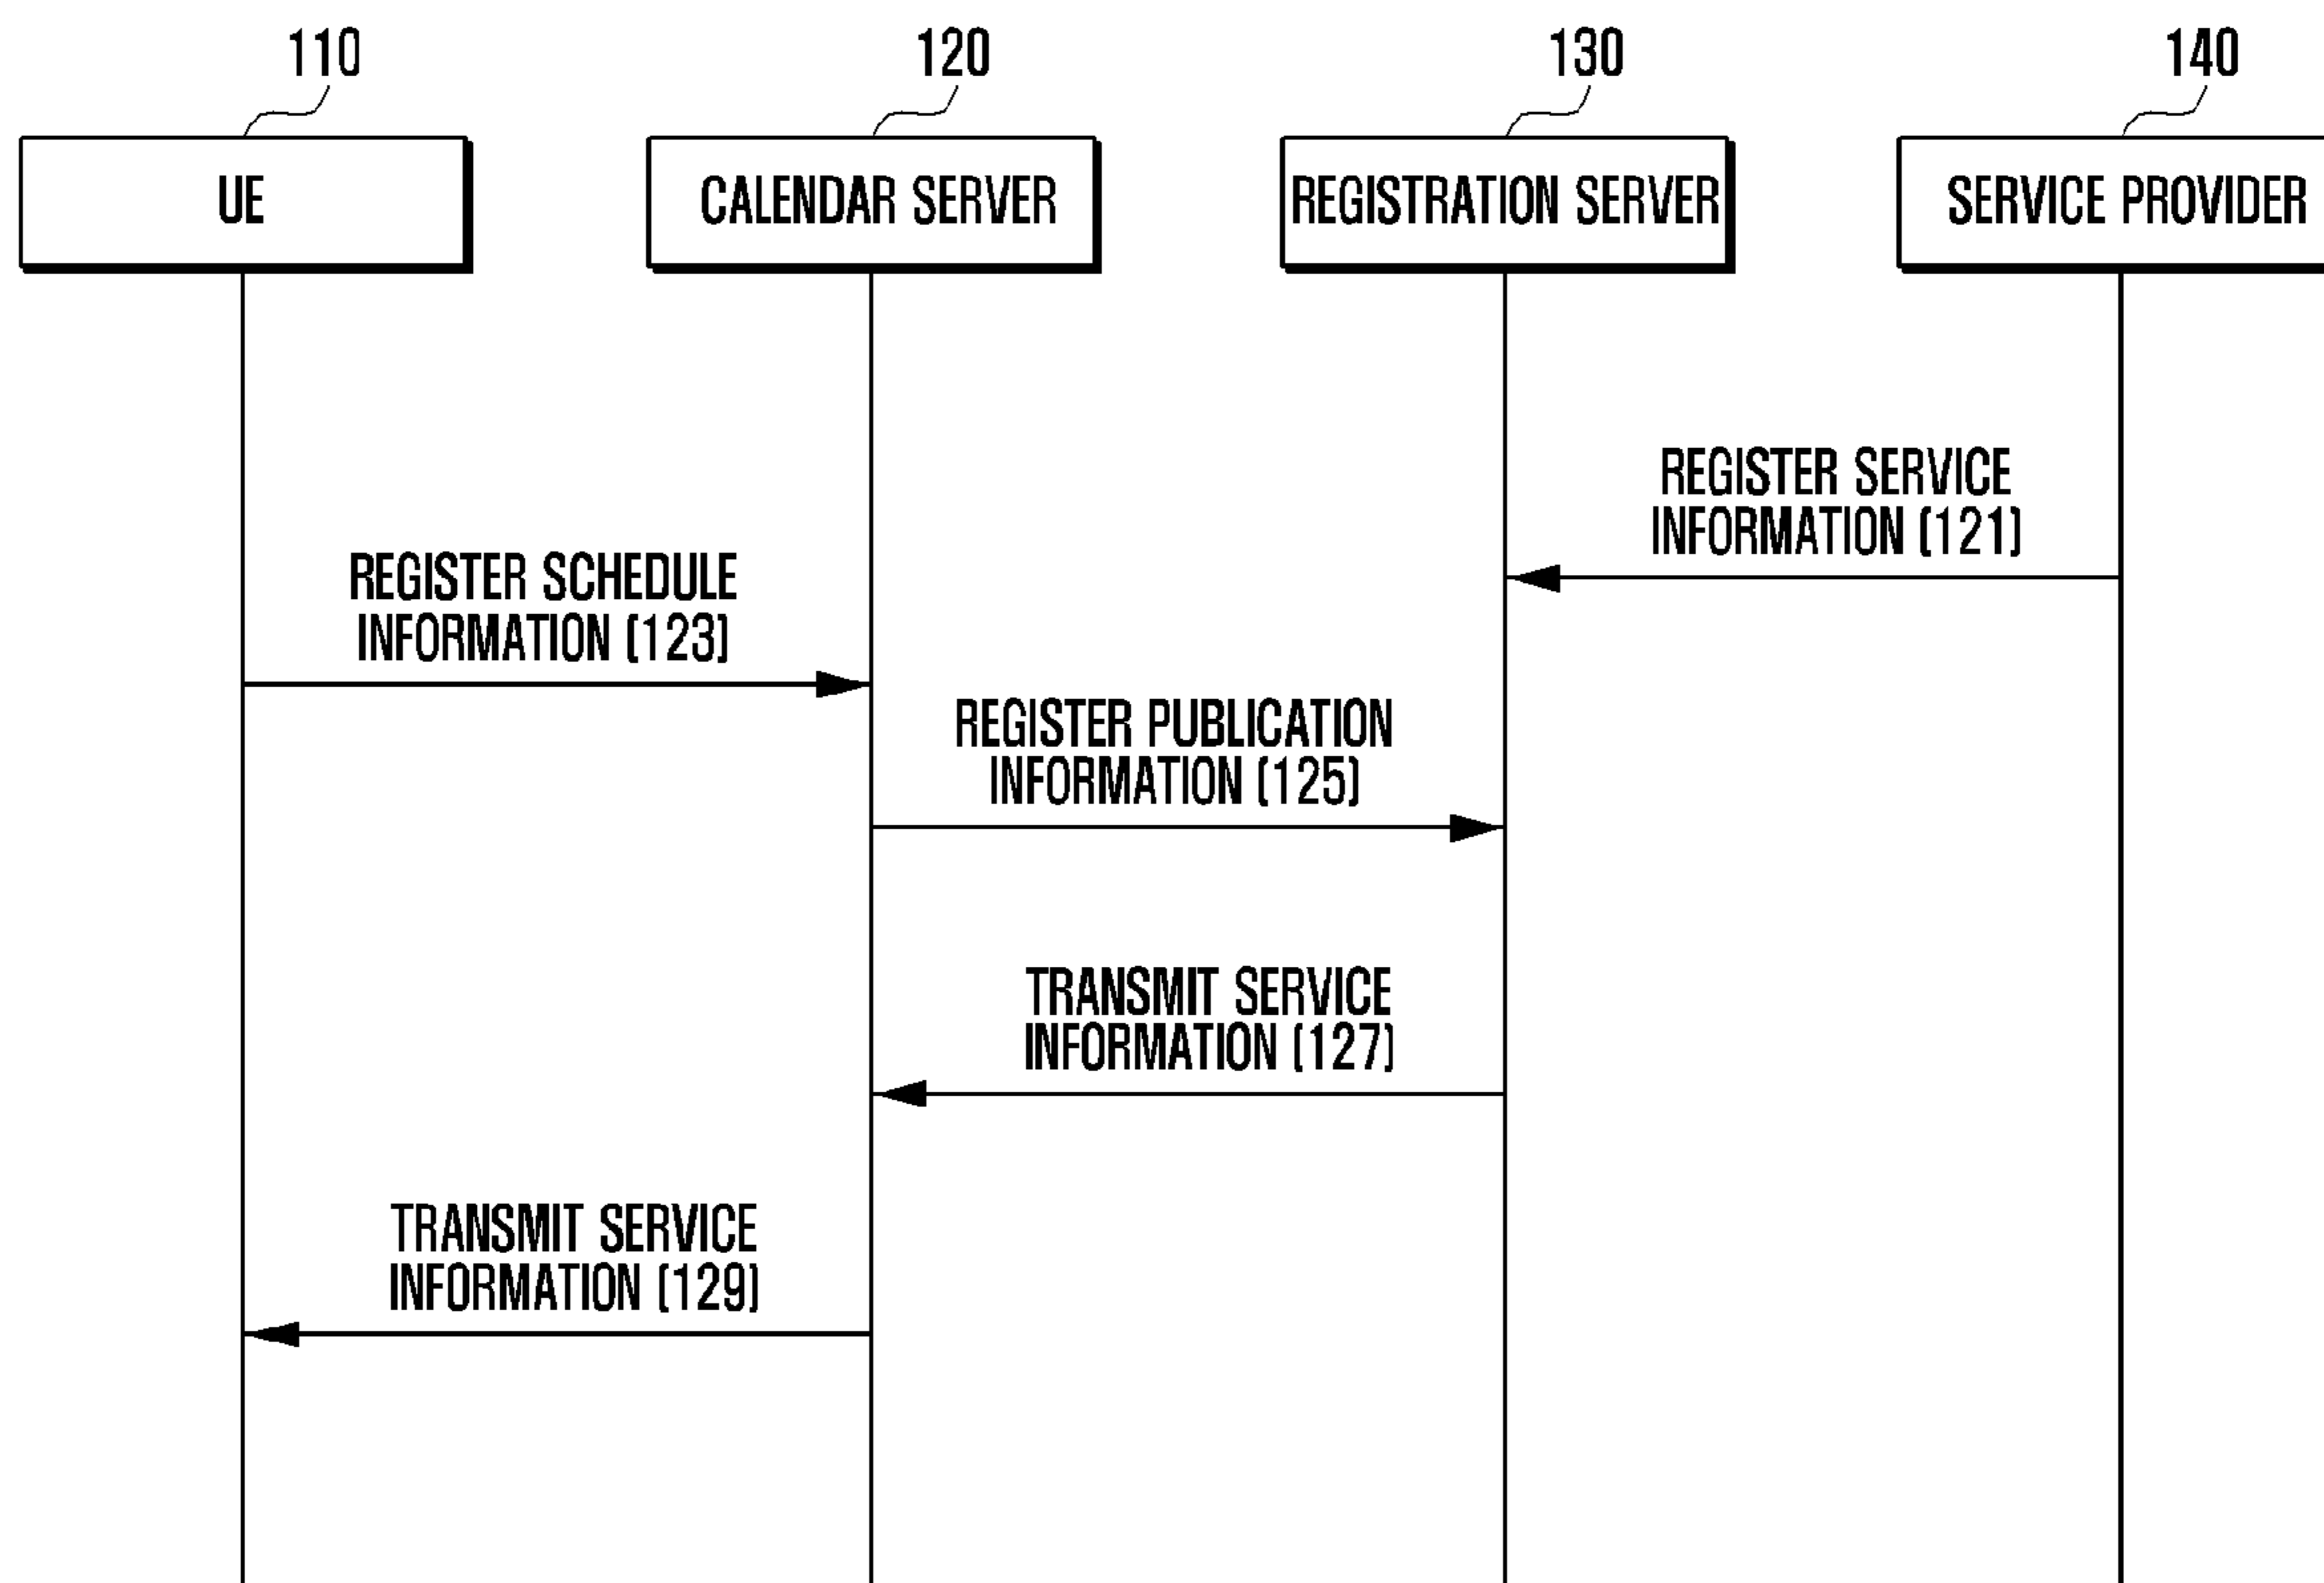 110
120
130
140
UE
CALENDAR SERVER
REGISTRATION SERVER
SERVICE PROVIDER
REGISTER SERVICE
INFORMATION (121)
REGISTER SCHEDULE
INFORMATION (123)
REGISTER PUBLICATION
INFORMATION (125)
TRANSMIT SERVICE
INFORMATION (127)
TRANSMIT SERVICE
INFORMATION (129)